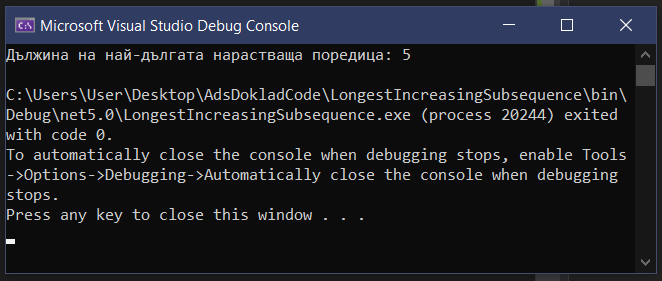 Microsoft Visual Studio Debug Console
Дължина на най-дългата нарастваща поредица: 5
C:\Users\User\Desktop\AdsDokladCode\LongestIncreasingSubsequence\bin\
Debug\net5.0\LongestIncreasingSubsequence.exe (process 20244) exited
with code 0.
To automatically close the console when debugging stops, enable Tools
->Options->Debugging->Automatically close the console when debugging
stops.
Press any key to close this window . . .